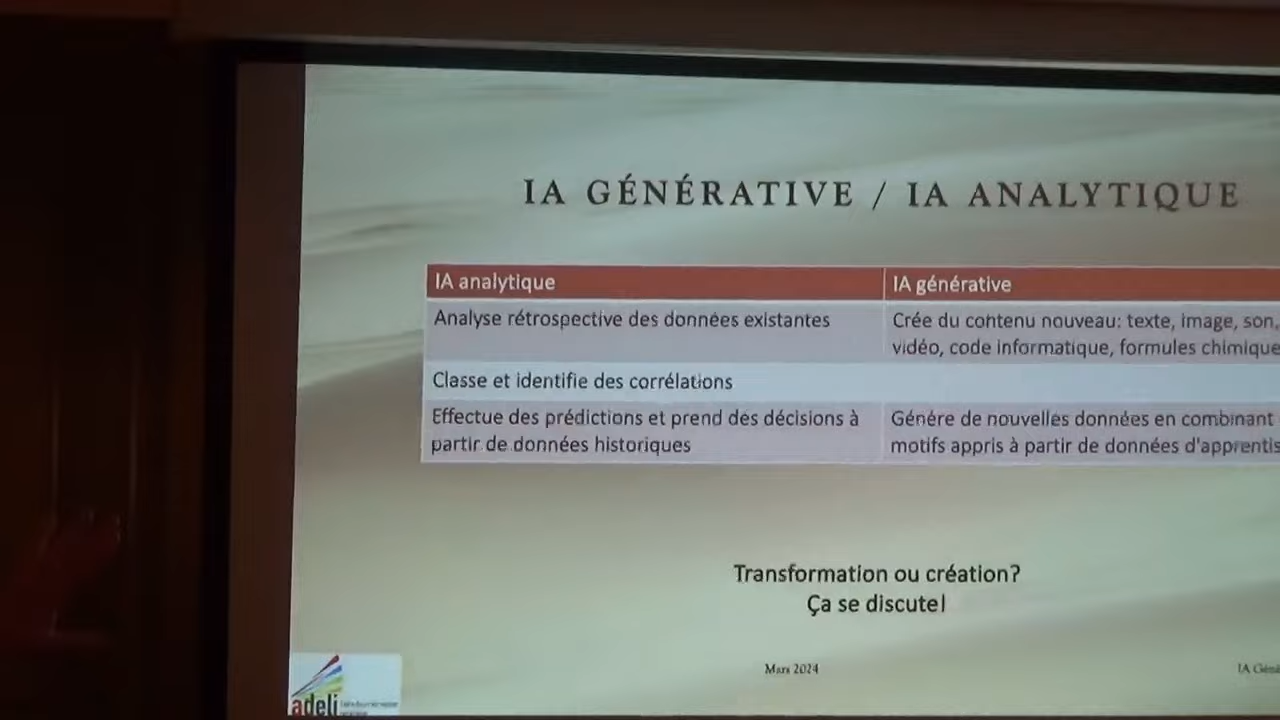 IA GÉNÉRATIVE / IA ANALYTIQUE
IA analytique
IA générative
Analyse rétrospective des données existantes
Crée du contenu nouveau: texte, image, son,
vidéo, code informatique, formules chimique
Classe et identifie des corrélations
Effectue des prédictions et prend des décisions à
partir de données historiques
Génére de nouvelles données en combinant
motifs appris à partir de données d'apprentis
Transformation ou création?
Ça se discute!
Mars 2024
IA Géné
adeli